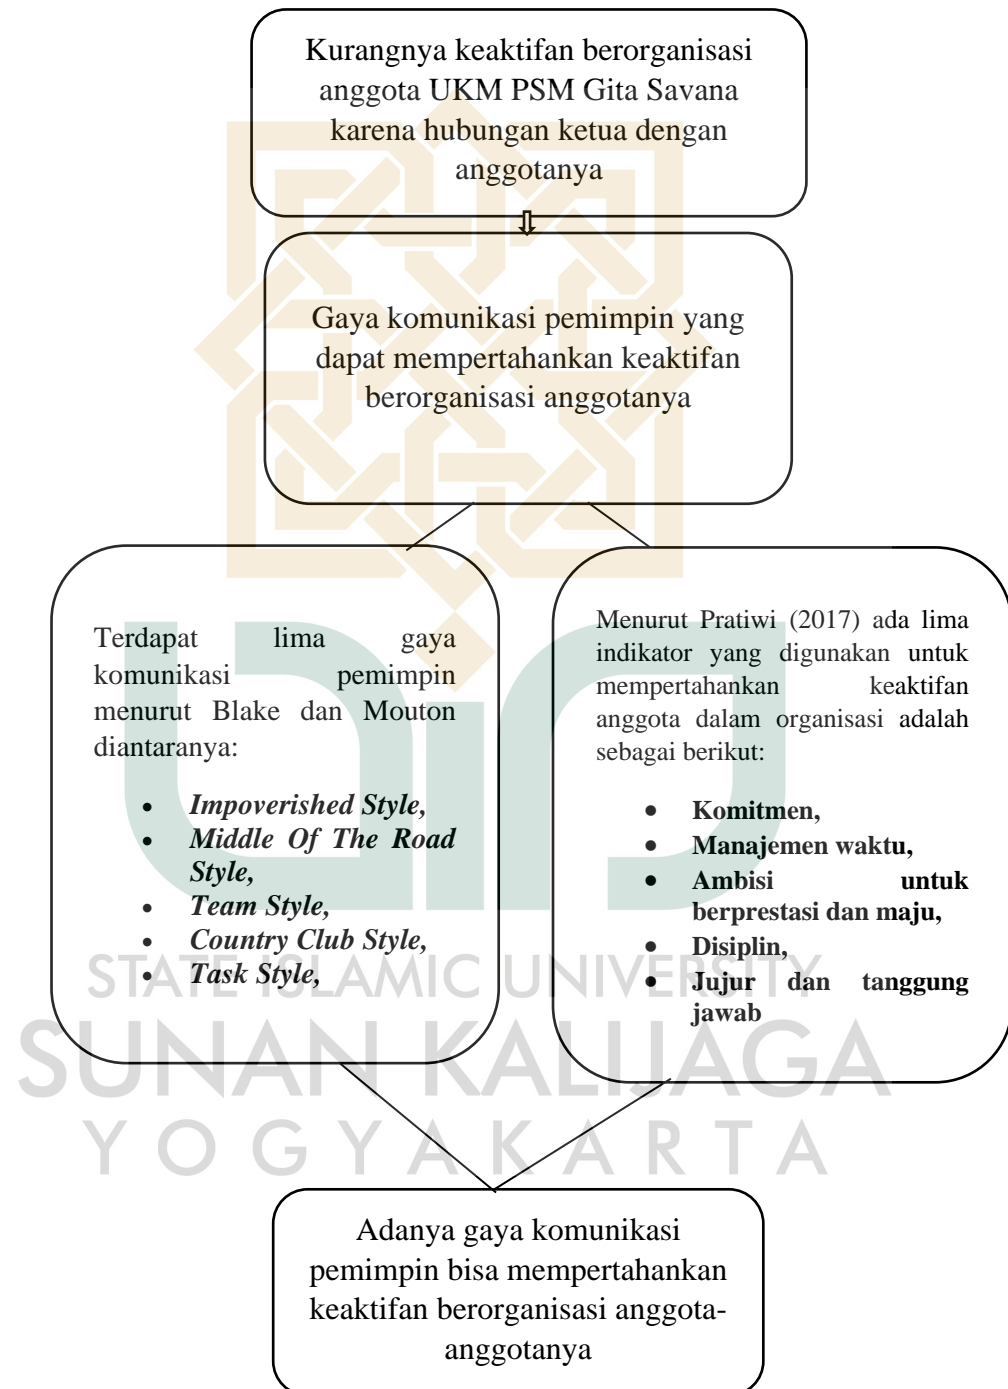 Kurangnya keaktifan berorganisasi
anggota UKM PSM Gita Savana
karena hubungan ketua dengan
anggotanya
Gaya komunikasi pemimpin yang
dapat mempertahankan keaktifan
berorganisasi anggotanya
Terdapat lima gaya
komunikasi pemimpin
menurut Blake dan Mouton
diantaranya:
• Impoverished Style,
• Middle Of The Road
Style,
• Team Style,
• Country Club Style,
• Task Style,
Menurut Pratiwi (2017) ada lima
indikator yang digunakan untuk
mempertahankan keaktifan
anggota dalam organisasi adalah
sebagai berikut:
• Komitmen,
• Manajemen waktu,
• Ambisi untuk
berprestasi dan maju,
• Disiplin,
• Jujur dan tanggung
jawab
STATE ISLAMIC UNIVERSITY
SUNAN KALIJAGA
YOGYAKARTA
Adanya gaya komunikasi
pemimpin bisa mempertahankan
keaktifan berorganisasi anggota-
anggotanya